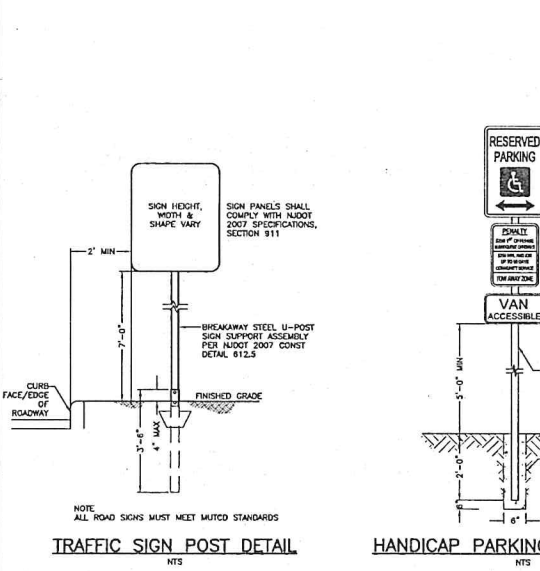 SIGN HEIGHT,
WIDTH &
SHAPE VARY
SIGN PANELS SHALL
COMPLY WITH NJDOT
2007 SPECIFICATIONS,
SECTION 911
2' MIN
7'-0"
BREAKAWAY STEEL U-POST
SIGN SUPPORT ASSEMBLY
PER NJDOT 2007 CONST
DETAIL 612.5
CURB
FACE/EDGE
OF
ROADWAY
FINISHED GRADE
3'-6"
4" MAX
NOTE
ALL ROAD SIGNS MUST MEET MUTCD STANDARDS
TRAFFIC SIGN POST DETAIL
NTS
RESERVED
PARKING
PENALTY
TOW AWAY ZONE
VAN
ACCESSIBLE
5'-0" MIN
2'-0"
6"
6"
HANDICAP PARKING
NTS